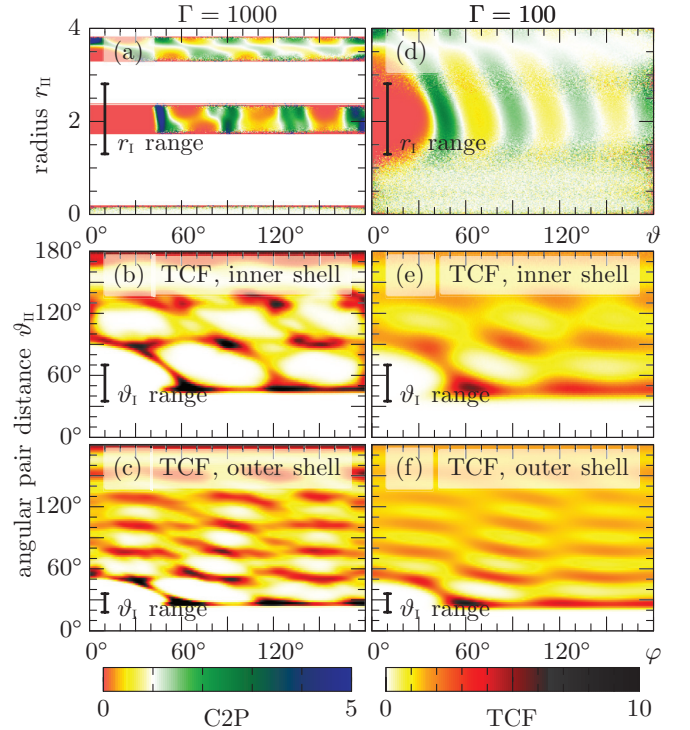 Γ = 1000
Γ = 100
4
2
0
radius r_II
(a)
r_I range
(d)
r_I range
0° 60° 120°
0° 60° 120° ϑ
180°
120°
60°
0°
angular pair distance ϑ_II
(b) TCF, inner shell
ϑ_I range
(e) TCF, inner shell
ϑ_I range
120°
60°
0°
(c) TCF, outer shell
ϑ_I range
(f) TCF, outer shell
ϑ_I range
0° 60° 120°
0° 60° 120° φ
0 C2P 5
0 TCF 10